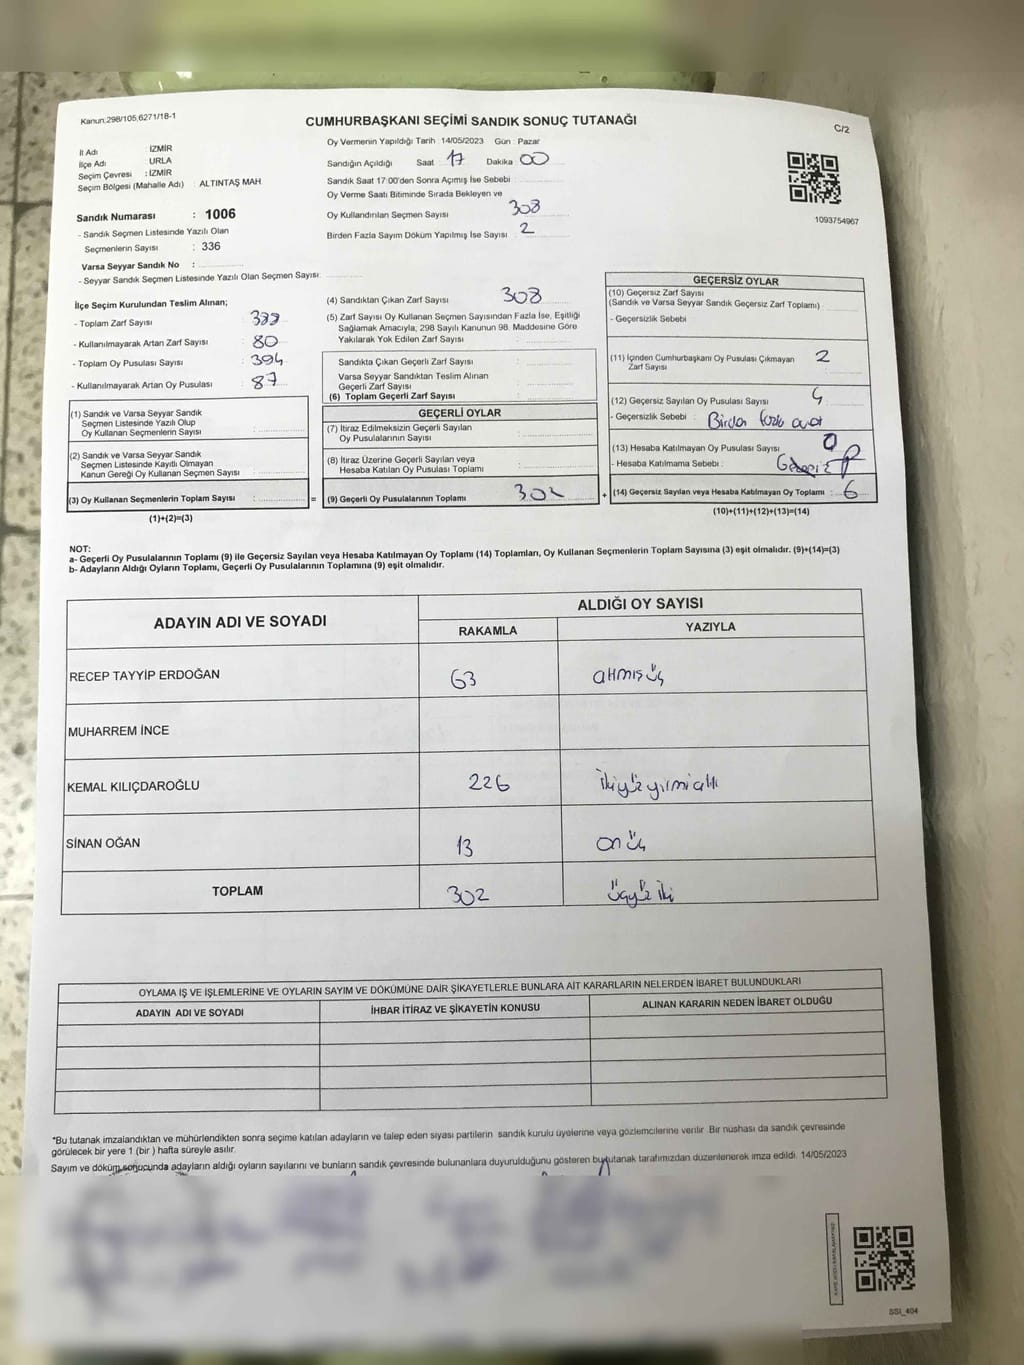 Kanun:298/105,6271/18-1
CUMHURBAŞKANI SEÇİMİ SANDIK SONUÇ TUTANAĞI
C/2
İl Adı : İZMİR
İlçe Adı : URLA
Seçim Çevresi : İZMİR
Seçim Bölgesi (Mahalle Adı) : ALTINTAŞ MAH.
Sandık Numarası : 1006
- Sandık Seçmen Listesinde Yazılı Olan
Seçmenlerin Sayısı : 336
Varsa Seyyar Sandık No :
- Seyyar Sandık Seçmen Listesinde Yazılı Olan Seçmen Sayısı:
Oy Vermenin Yapıldığı Tarih : 14/05/2023 Gün : Pazar
Sandığın Açıldığı Saat 17 Dakika 00
Sandık Saat 17:00'den Sonra Açımış İse Sebebi :
Oy Verme Saati Bitiminde Sırada Bekleyen ve
Oy Kullandırılan Seçmen Sayısı 308
Birden Fazla Sayım Döküm Yapılmış İse Sayısı : 2
1093754967
İlçe Seçim Kurulundan Teslim Alınan;
- Toplam Zarf Sayısı :
- Kullanılmayarak Artan Zarf Sayısı : 80
- Toplam Oy Pusulası Sayısı : 394
- Kullanılmayarak Artan Oy Pusulası : 87
(1) Sandık ve Varsa Seyyar Sandık
Seçmen Listesinde Yazılı Olup
Oy Kullanan Seçmenlerin Sayısı :
(2) Sandık ve Varsa Seyyar Sandık
Seçmen Listesinde Kayıtlı Olmayan
Kanun Gereği Oy Kullanan Seçmen Sayısı :
(3) Oy Kullanan Seçmenlerin Toplam Sayısı : =
(1)+(2)=(3)
(4) Sandıktan Çıkan Zarf Sayısı 308
(5) Zarf Sayısı Oy Kullanan Seçmen Sayısından Fazla İse, Eşitliği
Sağlamak Amacıyla; 298 Sayılı Kanunun 98. Maddesine Göre
Yakılarak Yok Edilen Zarf Sayısı :
Sandıkta Çıkan Geçerli Zarf Sayısı :
Varsa Seyyar Sandıktan Teslim Alınan
Geçerli Zarf Sayısı :
(6) Toplam Geçerli Zarf Sayısı :
GEÇERLİ OYLAR
(7) İtiraz Edilmeksizin Geçerli Sayılan
Oy Pusulalarının Sayısı :
(8) İtiraz Üzerine Geçerli Sayılan veya
Hesaba Katılan Oy Pusulası Toplamı :
(9) Geçerli Oy Pusulalarının Toplamı 302 +
GEÇERSİZ OYLAR
(10) Geçersiz Zarf Sayısı
(Sandık ve Varsa Seyyar Sandık Geçersiz Zarf Toplamı)
- Geçersizlik Sebebi :
(11) İçinden Cumhurbaşkanı Oy Pusulası Çıkmayan 2
Zarf Sayısı
(12) Geçersiz Sayılan Oy Pusulası Sayısı : 4
- Geçersizlik Sebebi : Birden fazla
(13) Hesaba Katılmayan Oy Pusulası Sayısı : 0
- Hesaba Katılmama Sebebi :
(14) Geçersiz Sayılan veya Hesaba Katılmayan Oy Toplamı : 6
(10)+(11)+(12)+(13)=(14)
NOT:
a- Geçerli Oy Pusulalarının Toplamı (9) ile Geçersiz Sayılan veya Hesaba Katılmayan Oy Toplamı (14) Toplamları, Oy Kullanan Seçmenlerin Toplam Sayısına (3) eşit olmalıdır. (9)+(14)=(3)
b- Adayların Aldığı Oyların Toplamı, Geçerli Oy Pusulalarının Toplamına (9) eşit olmalıdır.
ADAYIN ADI VE SOYADI
ALDIĞI OY SAYISI
RAKAMLA YAZIYLA
RECEP TAYYİP ERDOĞAN 63 atmış üç
MUHARREM İNCE
KEMAL KILIÇDAROĞLU 226 ikiyüz yirmi altı
SİNAN OĞAN 13 on üç
TOPLAM 302 üçyüz iki
OYLAMA İŞ VE İŞLEMLERİNE VE OYLARIN SAYIM VE DÖKÜMÜNE DAİR ŞİKAYETLERLE BUNLARA AİT KARARLARIN NELERDEN İBARET BULUNDUKLARI
ADAYIN ADI VE SOYADI İHBAR İTİRAZ VE ŞİKAYETİN KONUSU ALINAN KARARIN NEDEN İBARET OLDUĞU
*Bu tutanak imzalandıktan ve mühürlendikten sonra seçime katılan adayların ve talep eden siyasi partilerin sandık kurulu üyelerine veya gözlemcilerine verilir .Bir nüshası da sandık çevresinde
görülecek bir yere 1 (bir ) hafta süreyle asılır.
Sayım ve döküm sonucunda adayların aldığı oyların sayılarını ve bunların sandık çevresinde bulunanlara duyurulduğunu gösteren bu tutanak tarafımızdan düzenlenerek imza edildi. 14/05/2023
SSI_404